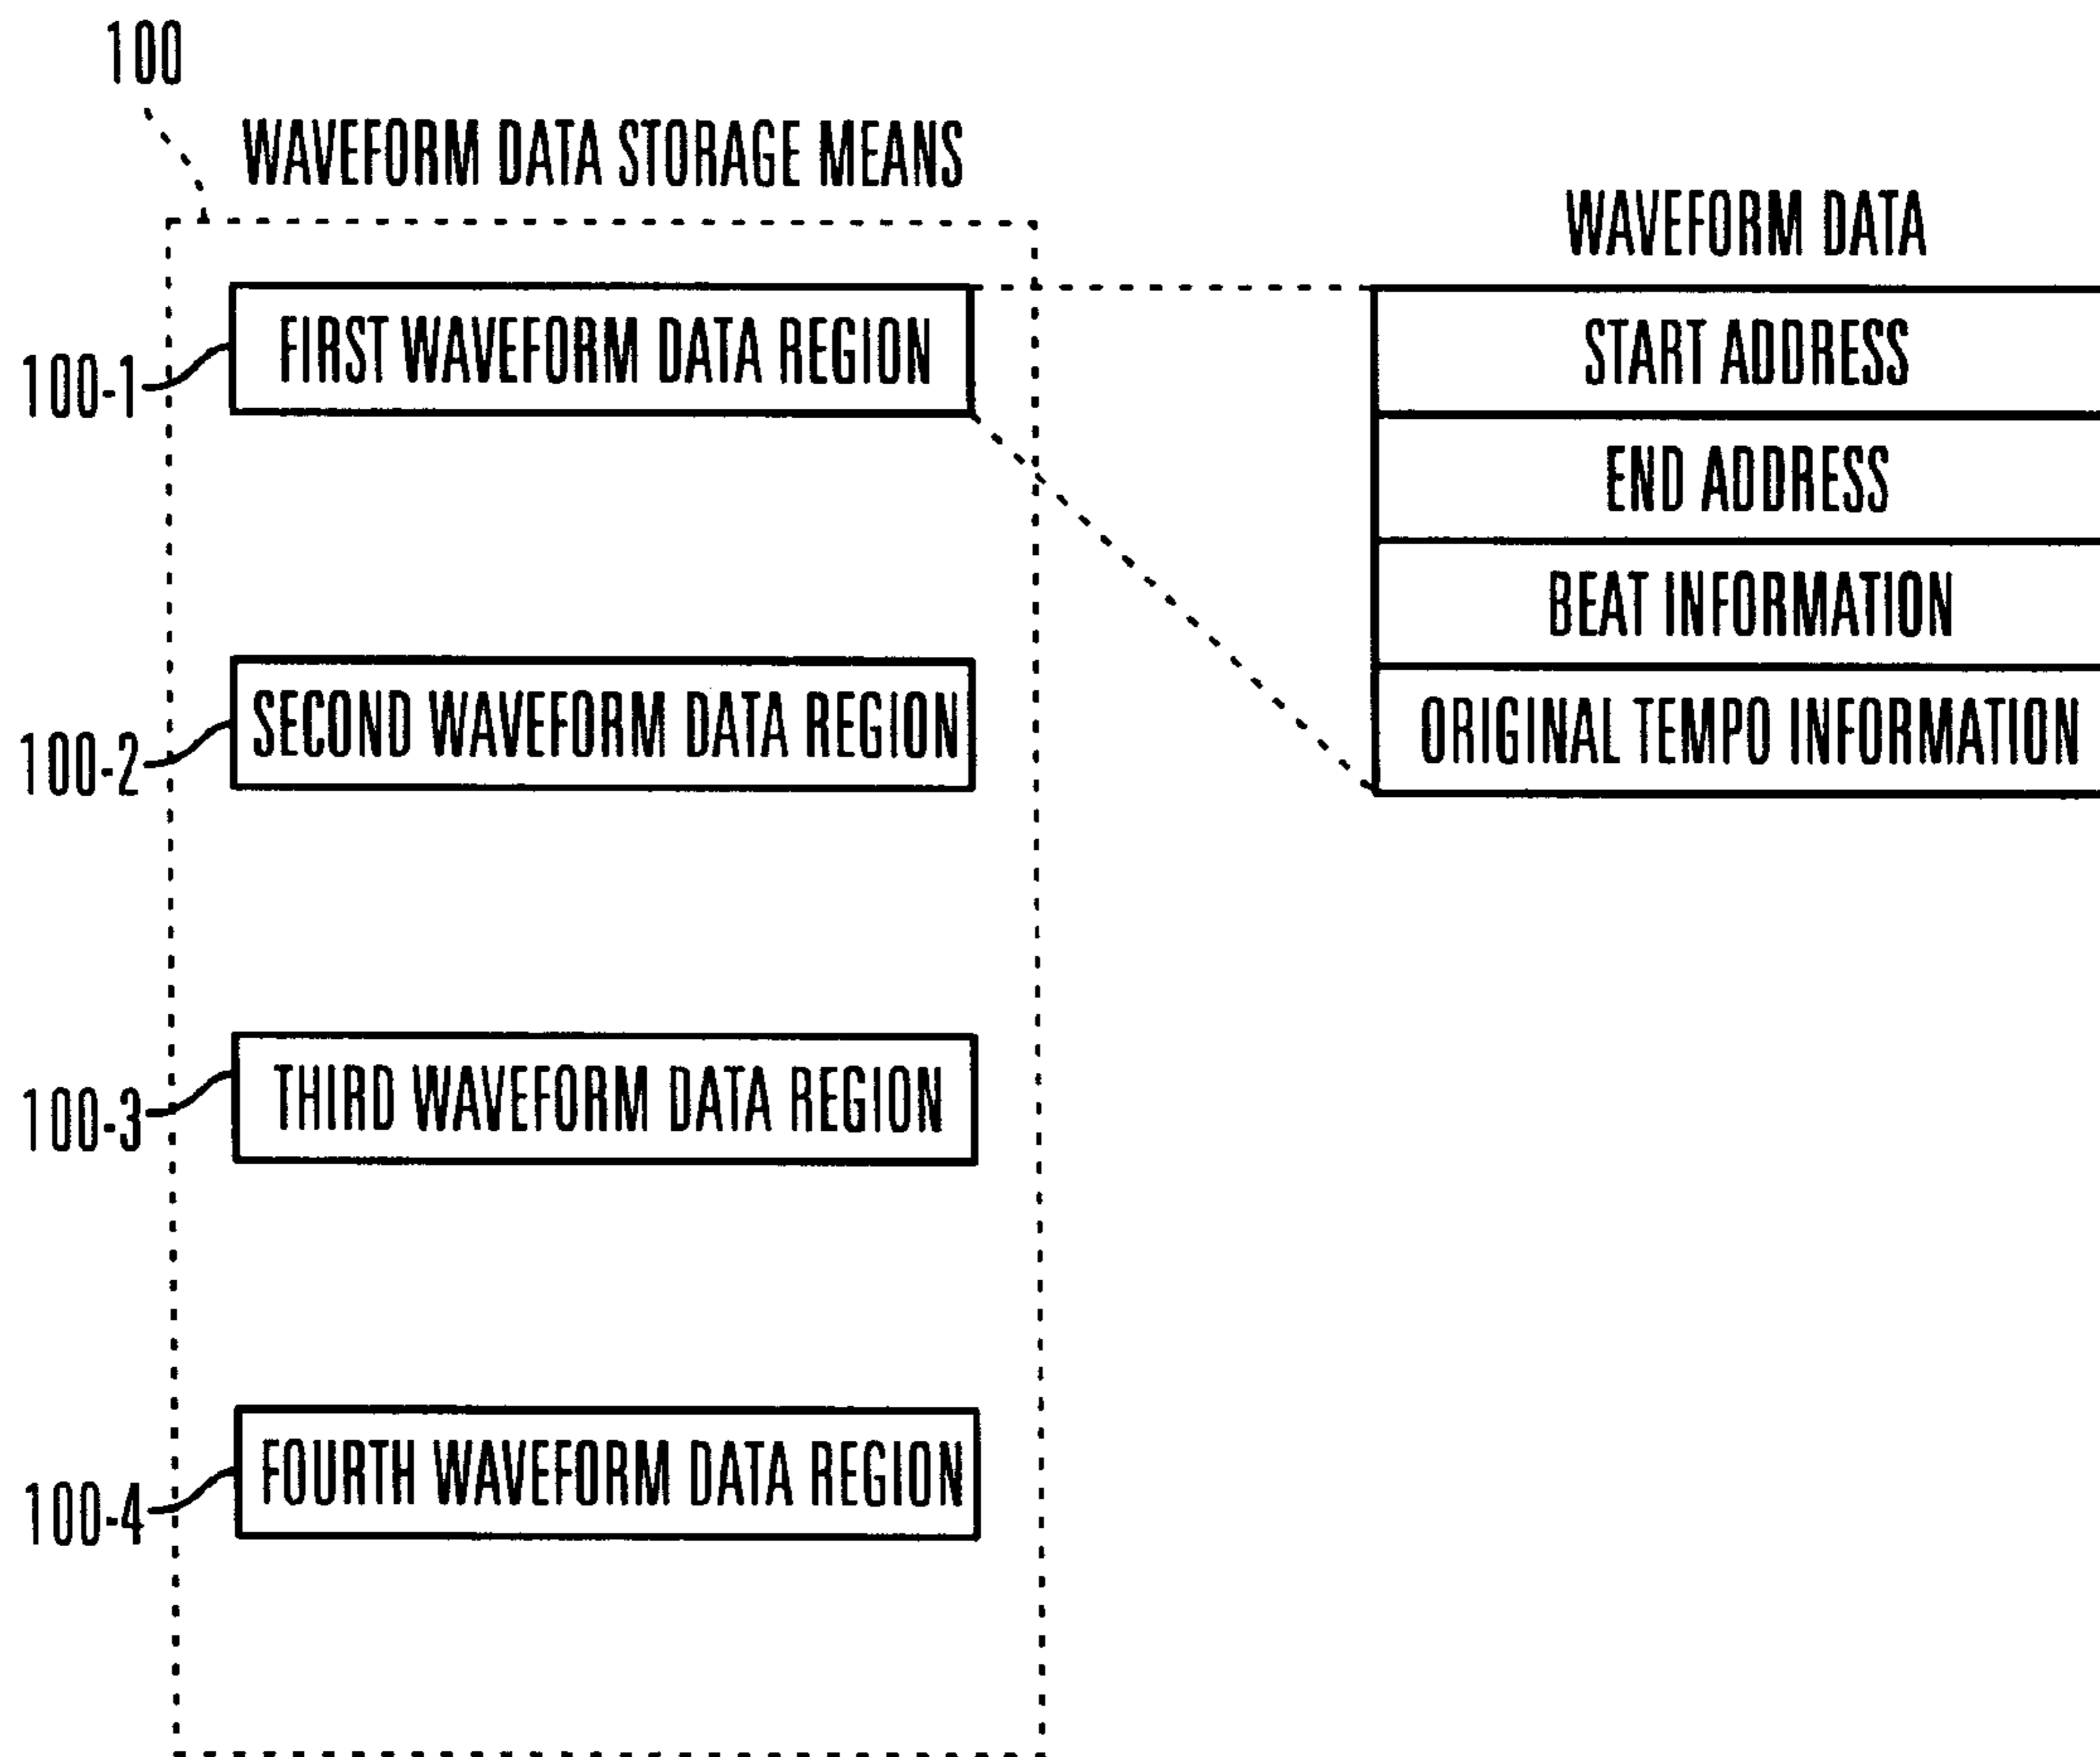 100
WAVEFORM DATA STORAGE MEANS
100-1
FIRST WAVEFORM DATA REGION
100-2
SECOND WAVEFORM DATA REGION
100-3
THIRD WAVEFORM DATA REGION
100-4
FOURTH WAVEFORM DATA REGION
WAVEFORM DATA
START ADDRESS
END ADDRESS
BEAT INFORMATION
ORIGINAL TEMPO INFORMATION